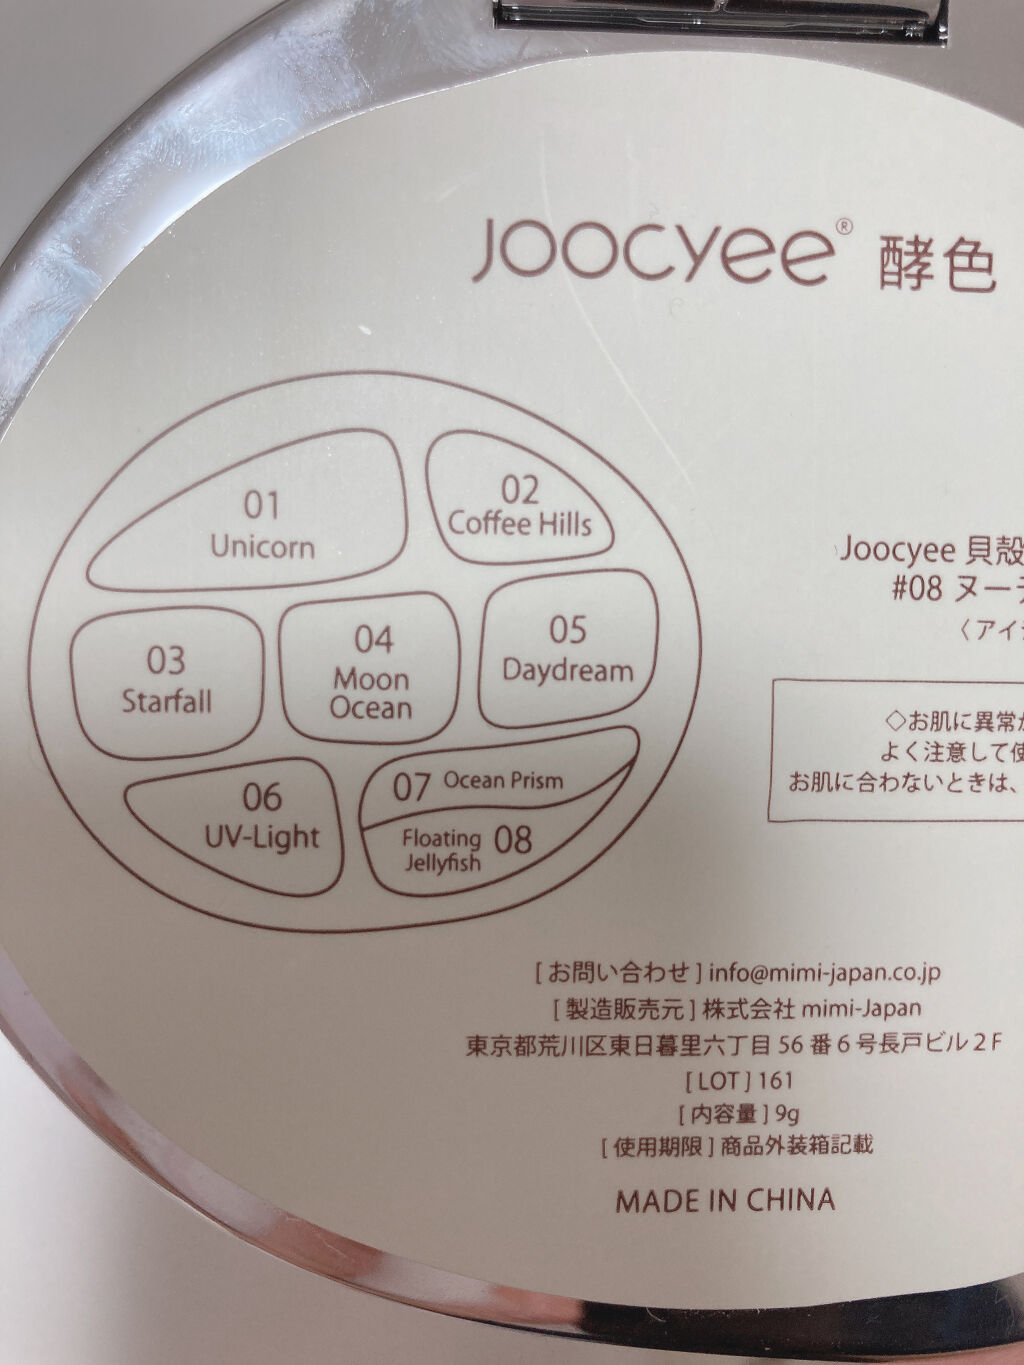 Joocyee® 酵色
01
Unicorn
02
Coffee Hills
03
Starfall
04
Moon
Ocean
05
Daydream
06
UV-Light
07 Ocean Prism
Floating 08
Jellyfish
Joocyee 貝殻
#08 ヌー
〈アイ
◇お肌に異常が
よく注意して使
お肌に合わないときは、
[お問い合わせ] info@mimi-japan.co.jp
[製造販売元] 株式会社 mimi-Japan
東京都荒川区東日暮里六丁目 56 番 6 号長戸ビル 2 F
[LOT] 161
[内容量] 9g
[使用期限] 商品外装箱記載
MADE IN CHINA